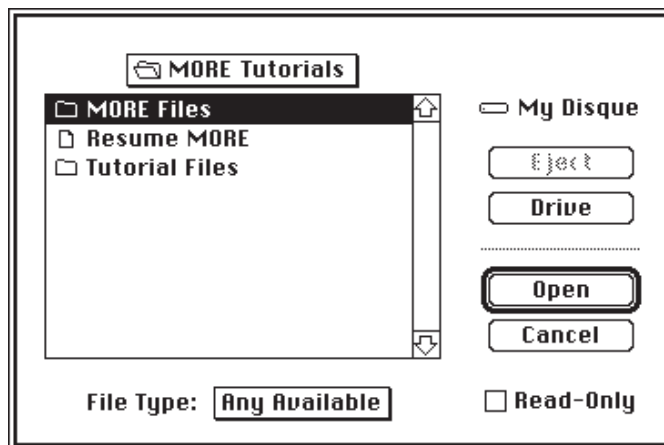 MORE Tutorials
MORE Files
Resume MORE
Tutorial Files
My Disque
Eject
Drive
Open
Cancel
File Type: Any Available
Read-Only